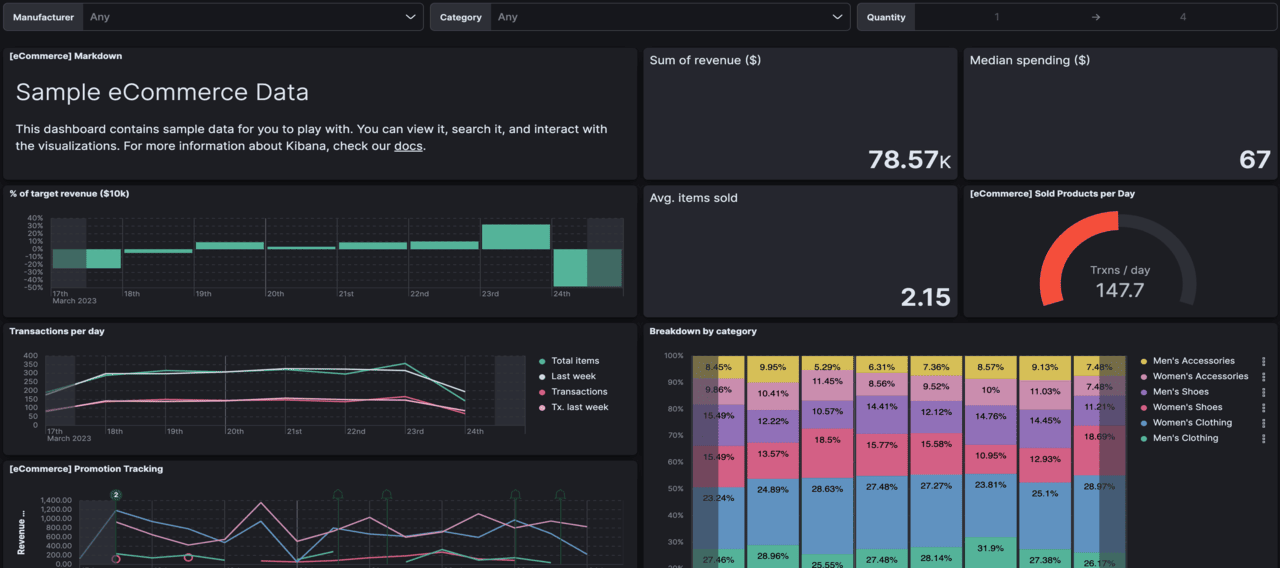 Manufacturer Any
Category Any
Quantity 1 → 4
[eCommerce] Markdown
Sample eCommerce Data
This dashboard contains sample data for you to play with. You can view it, search it, and interact with
the visualizations. For more information about Kibana, check our docs.
Sum of revenue ($)
78.57K
Median spending ($)
67
% of target revenue ($10k)
40%
30%
20%
10%
0%
-10%
-20%
-30%
-40%
-50%
17th 18th 19th 20th 21st 22nd 23rd 24th
March 2023
Avg. items sold
2.15
[eCommerce] Sold Products per Day
Trxns / day
147.7
Transactions per day
400
350
300
250
200
150
100
50
0
17th 18th 19th 20th 21st 22nd 23rd 24th
March 2023
Total items
Last week
Transactions
Tx. last week
[eCommerce] Promotion Tracking
2
Revenue ...
1,400.00
1,200.00
1,000.00
800.00
600.00
400.00
200.00
0.00
Breakdown by category
100%
90%
80%
70%
60%
50%
40%
30%
20%
8.45% 9.95% 5.29% 6.31% 7.36% 8.57% 9.13% 7.48%
9.86% 10.41% 11.45% 8.56% 9.52% 10% 11.03% 7.48%
15.49% 12.22% 10.57% 14.41% 12.12% 14.76% 14.45% 11.21%
15.49% 13.57% 18.5% 15.77% 15.58% 10.95% 12.93% 18.69%
23.24% 24.89% 28.63% 27.48% 27.27% 23.81% 25.1% 28.97%
27.46% 28.96% 25.55% 27.48% 28.14% 31.9% 27.38% 26.17%
Men's Accessories
Women's Accessories
Men's Shoes
Women's Shoes
Women's Clothing
Men's Clothing